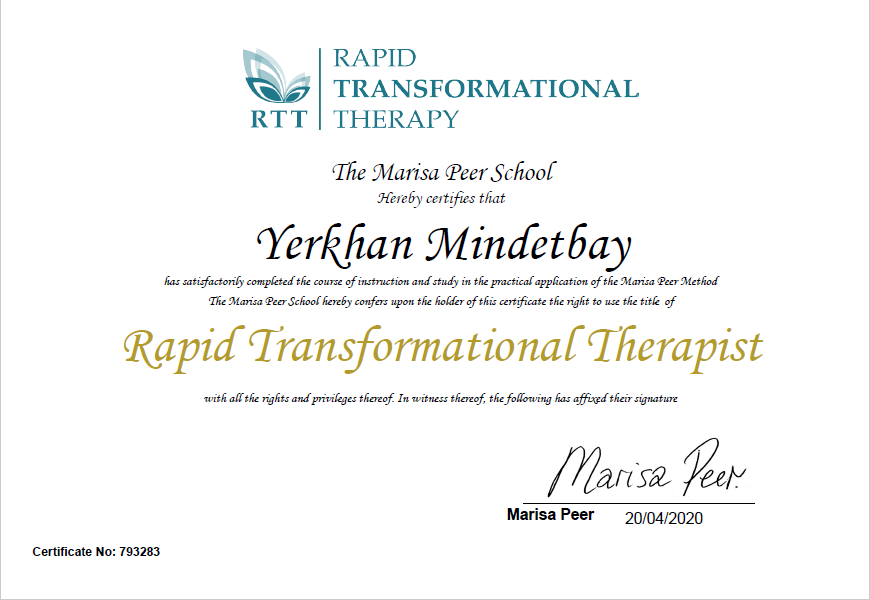 RAPID
TRANSFORMATIONAL
THERAPY
RTT
The Marisa Peer School
Hereby certifies that
Yerkhan Mindetbay
has satisfactorily completed the course of instruction and study in the practical application of the Marisa Peer Method
The Marisa Peer School hereby confers upon the holder of this certificate the right to use the title of
Rapid Transformational Therapist
with all the rights and privileges thereof. In witness thereof, the following has affixed their signature
Marisa Peer.
Marisa Peer
20/04/2020
Certificate No: 793283